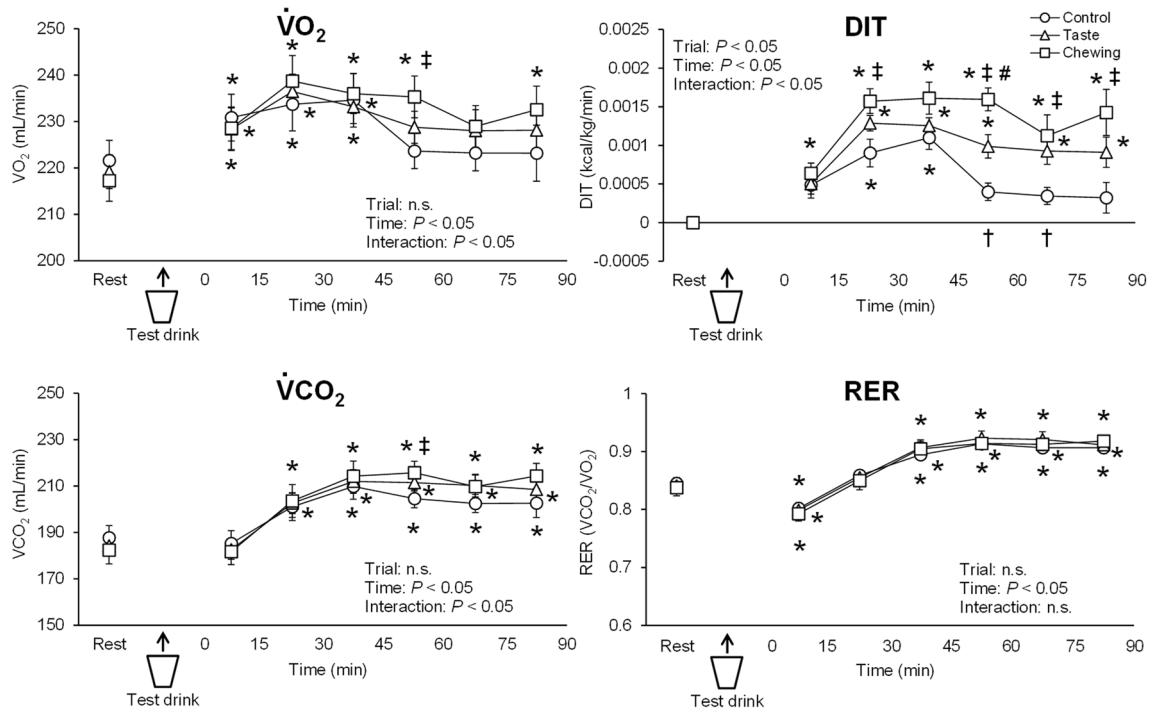 V̇O₂
250
240
230
220
210
200
VO₂ (mL/min)
* * * * ‡ *
* * *
* * *
Trial: n.s.
Time: P < 0.05
Interaction: P < 0.05
Rest 0 15 30 45 60 75 90
Time (min)
Test drink
DIT
Control
Taste
Chewing
0.0025
0.002
0.0015
0.001
0.0005
0
-0.0005
DIT (kcal/kg/min)
Trial: P < 0.05
Time: P < 0.05
Interaction: P < 0.05
* * ‡ * * ‡ # * ‡ * ‡
* * * * *
* *
† †
Rest 0 15 30 45 60 75 90
Time (min)
Test drink
V̇CO₂
250
230
210
190
170
150
VCO₂ (mL/min)
* * * ‡ * *
* * * * *
* * * *
Trial: n.s.
Time: P < 0.05
Interaction: P < 0.05
Rest 0 15 30 45 60 75 90
Time (min)
Test drink
RER
1
0.9
0.8
0.7
0.6
RER (VCO₂/VO₂)
* * * * *
* * * * *
* * * * *
Trial: n.s.
Time: P < 0.05
Interaction: n.s.
Rest 0 15 30 45 60 75 90
Time (min)
Test drink